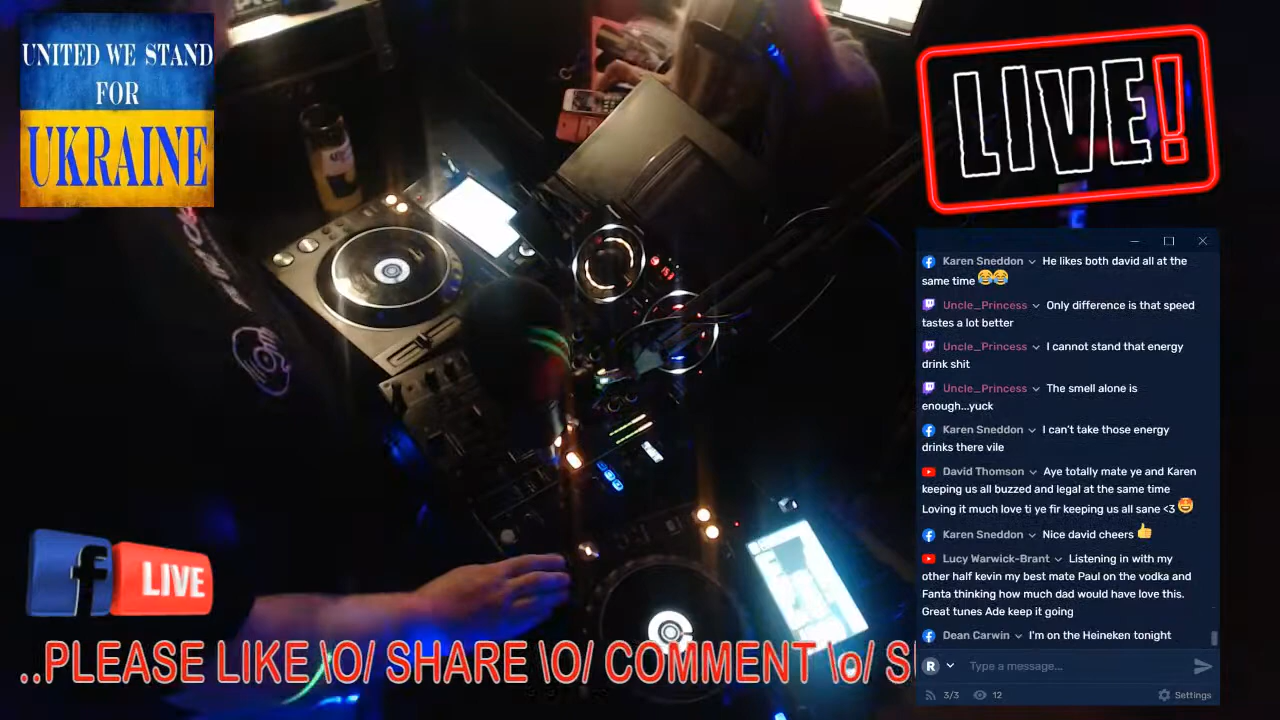 UNITED WE STAND
FOR
UKRAINE
LIVE!
Karen Sneddon He likes both david all at the
same time 😂😂
Uncle_Princess Only difference is that speed
tastes a lot better
Uncle_Princess I cannot stand that energy
drink shit
Uncle_Princess The smell alone is
enough...yuck
Karen Sneddon I can't take those energy
drinks there vile
David Thomson Aye totally mate ye and Karen
keeping us all buzzed and legal at the same time
Loving it much love ti ye fir keeping us all sane <3 🥰
Karen Sneddon Nice david cheers 👍
Lucy Warwick-Brant Listening in with my
other half kevin my best mate Paul on the vodka and
Fanta thinking how much dad would have love this.
Great tunes Ade keep it going
Dean Carwin I'm on the Heineken tonight
R Type a message...
3/3 12 Settings
f LIVE
..PLEASE LIKE \O/ SHARE \O/ COMMENT \o/ S